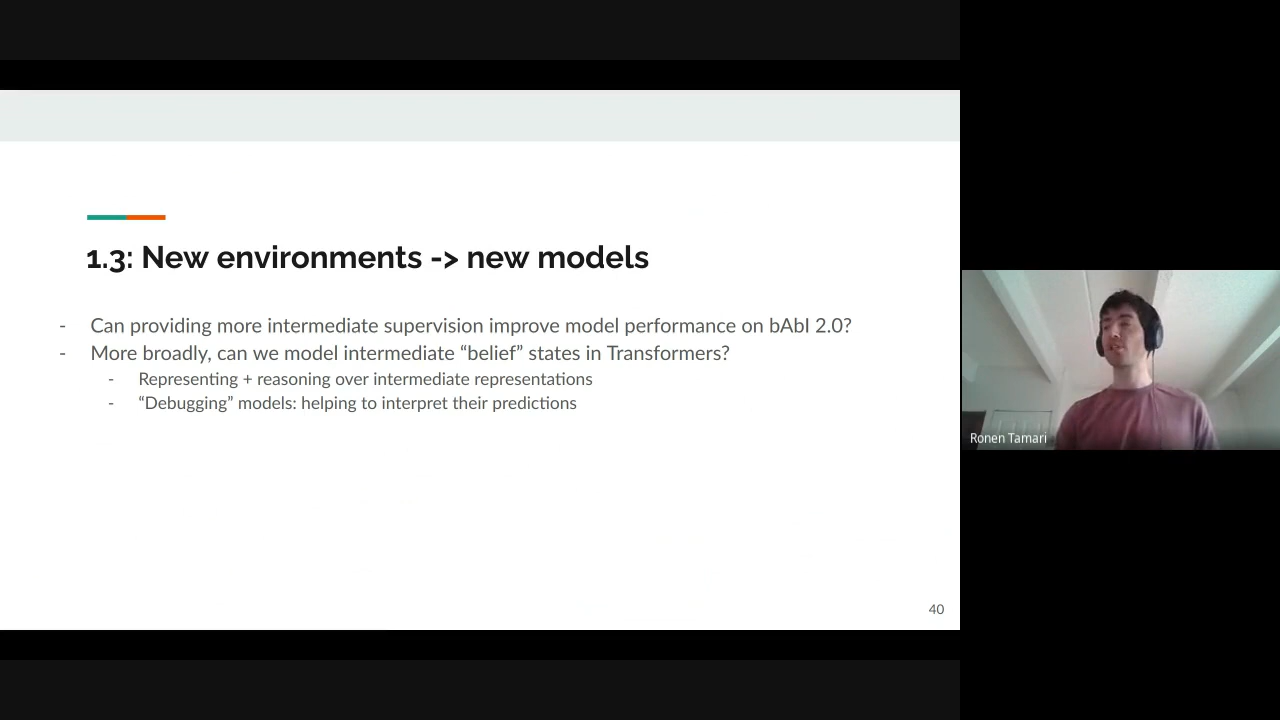 1.3: New environments -> new models
- Can providing more intermediate supervision improve model performance on bAbI 2.0?
- More broadly, can we model intermediate “belief” states in Transformers?
- Representing + reasoning over intermediate representations
- “Debugging” models: helping to interpret their predictions
Ronen Tamari
40